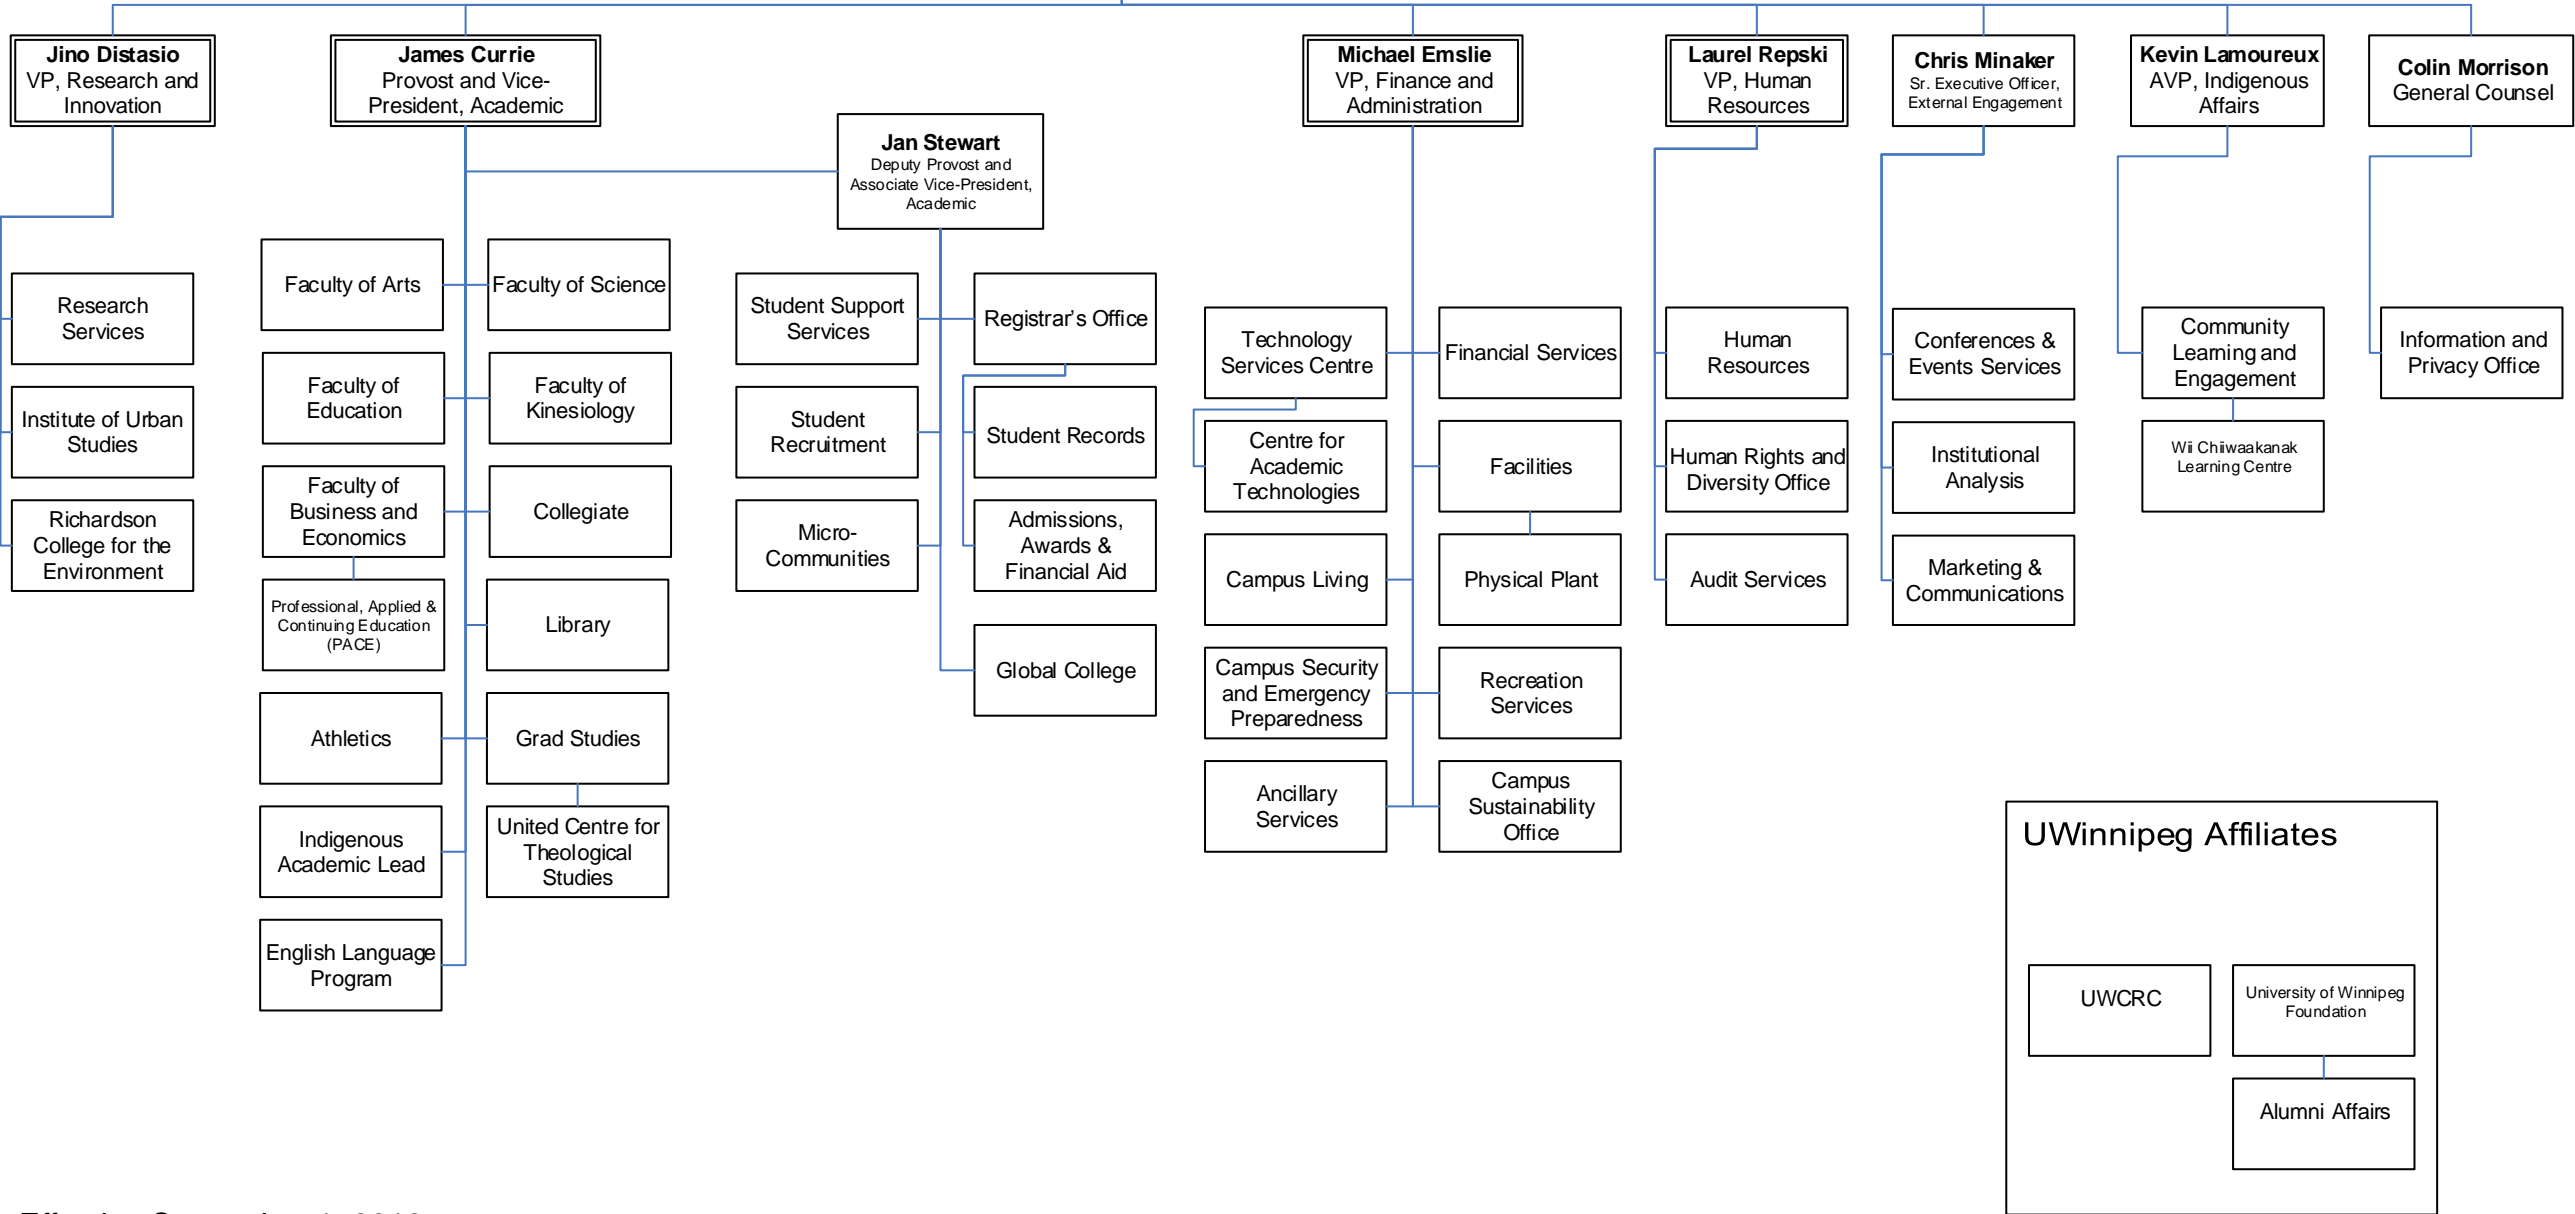 Jino Distasio
VP, Research and
Innovation
James Currie
Provost and Vice-
President, Academic
Jan Stewart
Deputy Provost and
Associate Vice-President,
Academic
Michael Emslie
VP, Finance and
Administration
Laurel Repski
VP, Human
Resources
Chris Minaker
Sr. Executive Officer,
External Engagement
Kevin Lamoureux
AVP, Indigenous
Affairs
Colin Morrison
General Counsel
Research
Services
Institute of Urban
Studies
Richardson
College for the
Environment
Faculty of Arts
Faculty of Science
Faculty of
Education
Faculty of
Kinesiology
Faculty of
Business and
Economics
Collegiate
Professional, Applied &
Continuing Education
(PACE)
Library
Athletics
Grad Studies
Indigenous
Academic Lead
United Centre for
Theological
Studies
English Language
Program
Student Support
Services
Registrar's Office
Student
Recruitment
Student Records
Micro-
Communities
Admissions,
Awards &
Financial Aid
Global College
Technology
Services Centre
Financial Services
Centre for
Academic
Technologies
Facilities
Campus Living
Physical Plant
Campus Security
and Emergency
Preparedness
Recreation
Services
Ancillary
Services
Campus
Sustainability
Office
Human
Resources
Human Rights and
Diversity Office
Audit Services
Conferences &
Events Services
Institutional
Analysis
Marketing &
Communications
Community
Learning and
Engagement
Wii Chiiwaakanak
Learning Centre
Information and
Privacy Office
UWinnipeg Affiliates
UWCRC
University of Winnipeg
Foundation
Alumni Affairs